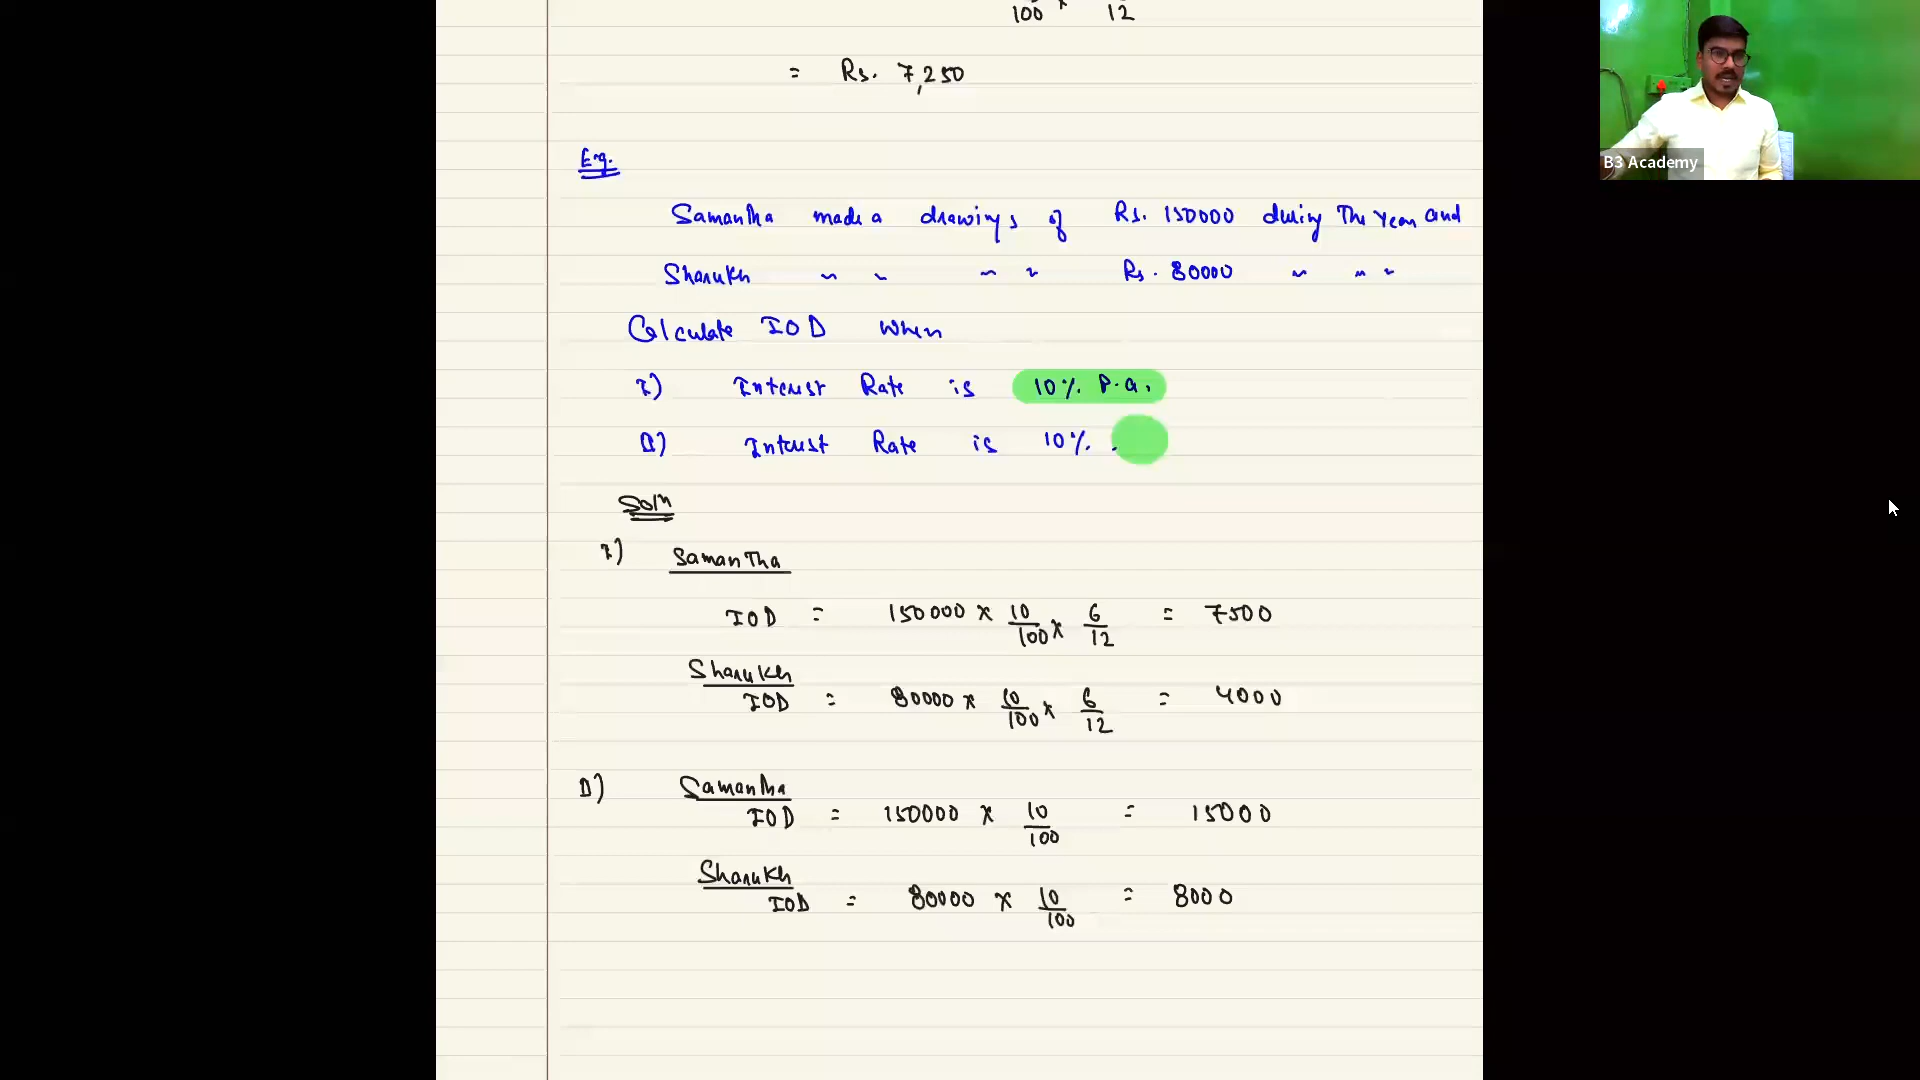 100 x 12
= Rs. 7,250
B3 Academy
E.g.
Samantha made a drawings of Rs. 150000 during The Year and
Sharukh " " " " Rs. 80000 " " "
Calculate IOD When
I) Interest Rate is 10% P.a.
II) Interest Rate is 10% .
Soln
I) Samantha
IOD = 150000 x 10/100 x 6/12 = 7500
Sharukh
IOD = 80000 x 10/100 x 6/12 = 4000
II) Samantha
IOD = 150000 x 10/100 = 15000
Sharukh
IOD = 80000 x 10/100 = 8000